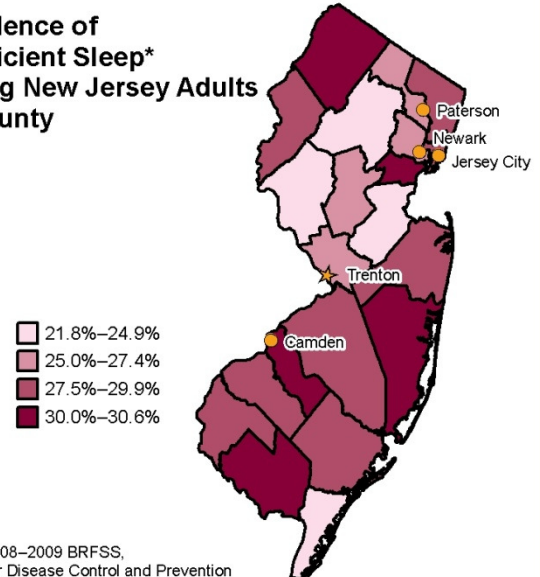 lence of
icient Sleep*
g New Jersey Adults
unty
Paterson
Newark
Jersey City
Trenton
Camden
21.8%–24.9%
25.0%–27.4%
27.5%–29.9%
30.0%–30.6%
08–2009 BRFSS,
r Disease Control and Prevention